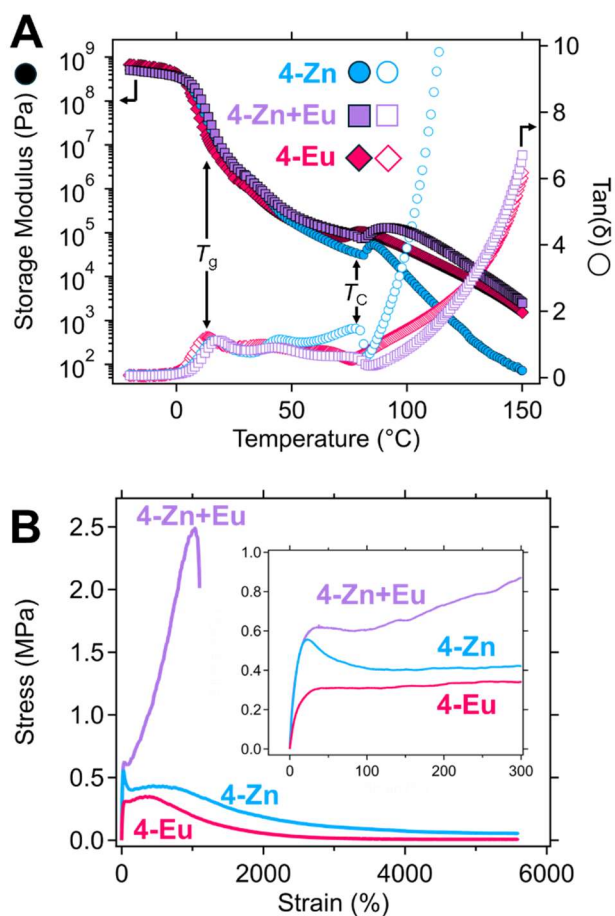 A
Storage Modulus (Pa)
10⁹
10⁸
10⁷
10⁶
10⁵
10⁴
10³
10²
4-Zn
4-Zn+Eu
4-Eu
Tg
TC
10
8
6
4
2
0
Tan(δ)
0
50
100
150
Temperature (°C)
B
Stress (MPa)
2.5
2.0
1.5
1.0
0.5
0.0
4-Zn+Eu
4-Zn
4-Eu
1.0
0.8
0.6
0.4
0.2
0.0
4-Zn+Eu
4-Zn
4-Eu
0 50 100 150 200 250 300
0 2000 4000 6000
Strain (%)